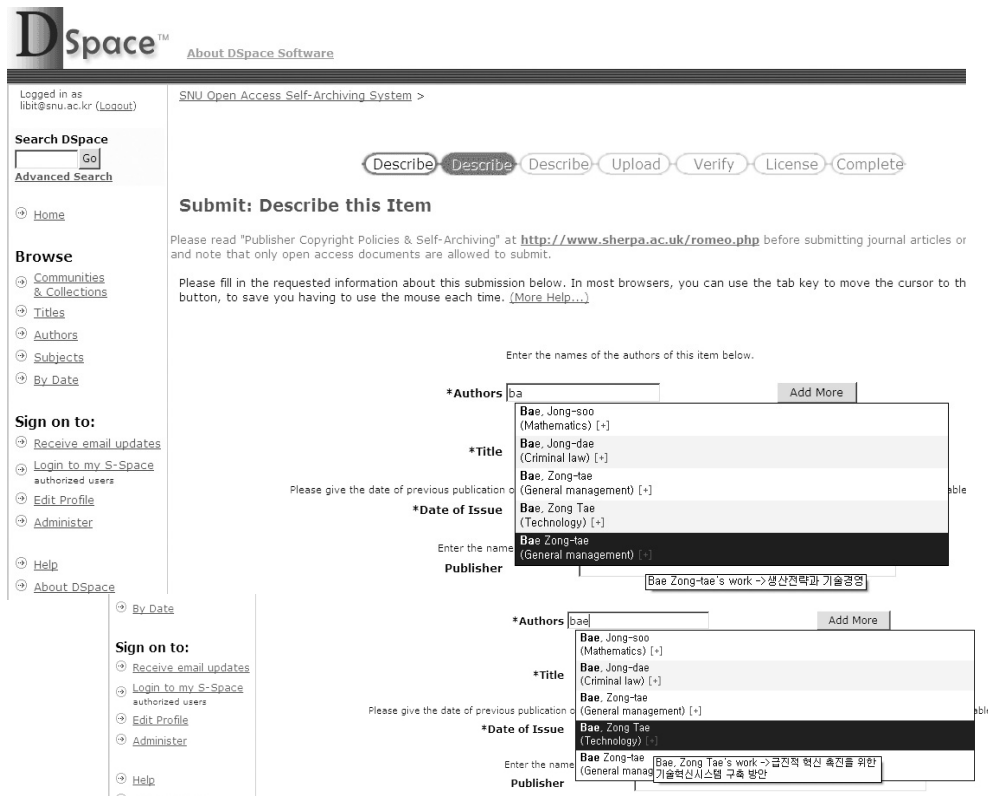 DSpace™
About DSpace Software
Logged in as
libit@snu.ac.kr (Logout)
SNU Open Access Self-Archiving System >
Search DSpace
Go
Advanced Search
Describe Describe Describe Upload Verify License Complete
Home
Submit: Describe this Item
Please read "Publisher Copyright Policies & Self-Archiving" at http://www.sherpa.ac.uk/romeo.php before submitting journal articles or
and note that only open access documents are allowed to submit.
Browse
Communities
& Collections
Titles
Authors
Subjects
By Date
Please fill in the requested information about this submission below. In most browsers, you can use the tab key to move the cursor to th
button, to save you having to use the mouse each time. (More Help...)
Enter the names of the authors of this item below.
*Authors ba Add More
Bae, Jong-soo
(Mathematics) [+]
Bae, Jong-dae
(Criminal law) [+]
Bae, Zong-tae
(General management) [+]
Bae, Zong Tae
(Technology) [+]
Bae Zong-tae
(General management) [+]
*Title
Please give the date of previous publication o able
*Date of Issue
Enter the name
Publisher
Bae Zong-tae's work ->생산전략과 기술경영
Sign on to:
Receive email updates
Login to my S-Space
authorized users
Edit Profile
Administer
Help
About DSpace
By Date
Sign on to:
Receive email updates
Login to my S-Space
authorized users
Edit Profile
Administer
Help
*Authors bae Add More
Bae, Jong-soo
(Mathematics) [+]
Bae, Jong-dae
(Criminal law) [+]
Bae, Zong-tae
(General management) [+]
Bae, Zong Tae
(Technology) [+]
Bae Zong-tae
(General manag
*Title
Please give the date of previous publication o able
*Date of Issue
Enter the name
Publisher
Bae, Zong Tae's work ->급진적 혁신 촉진을 위한
기술혁신시스템 구축 방안